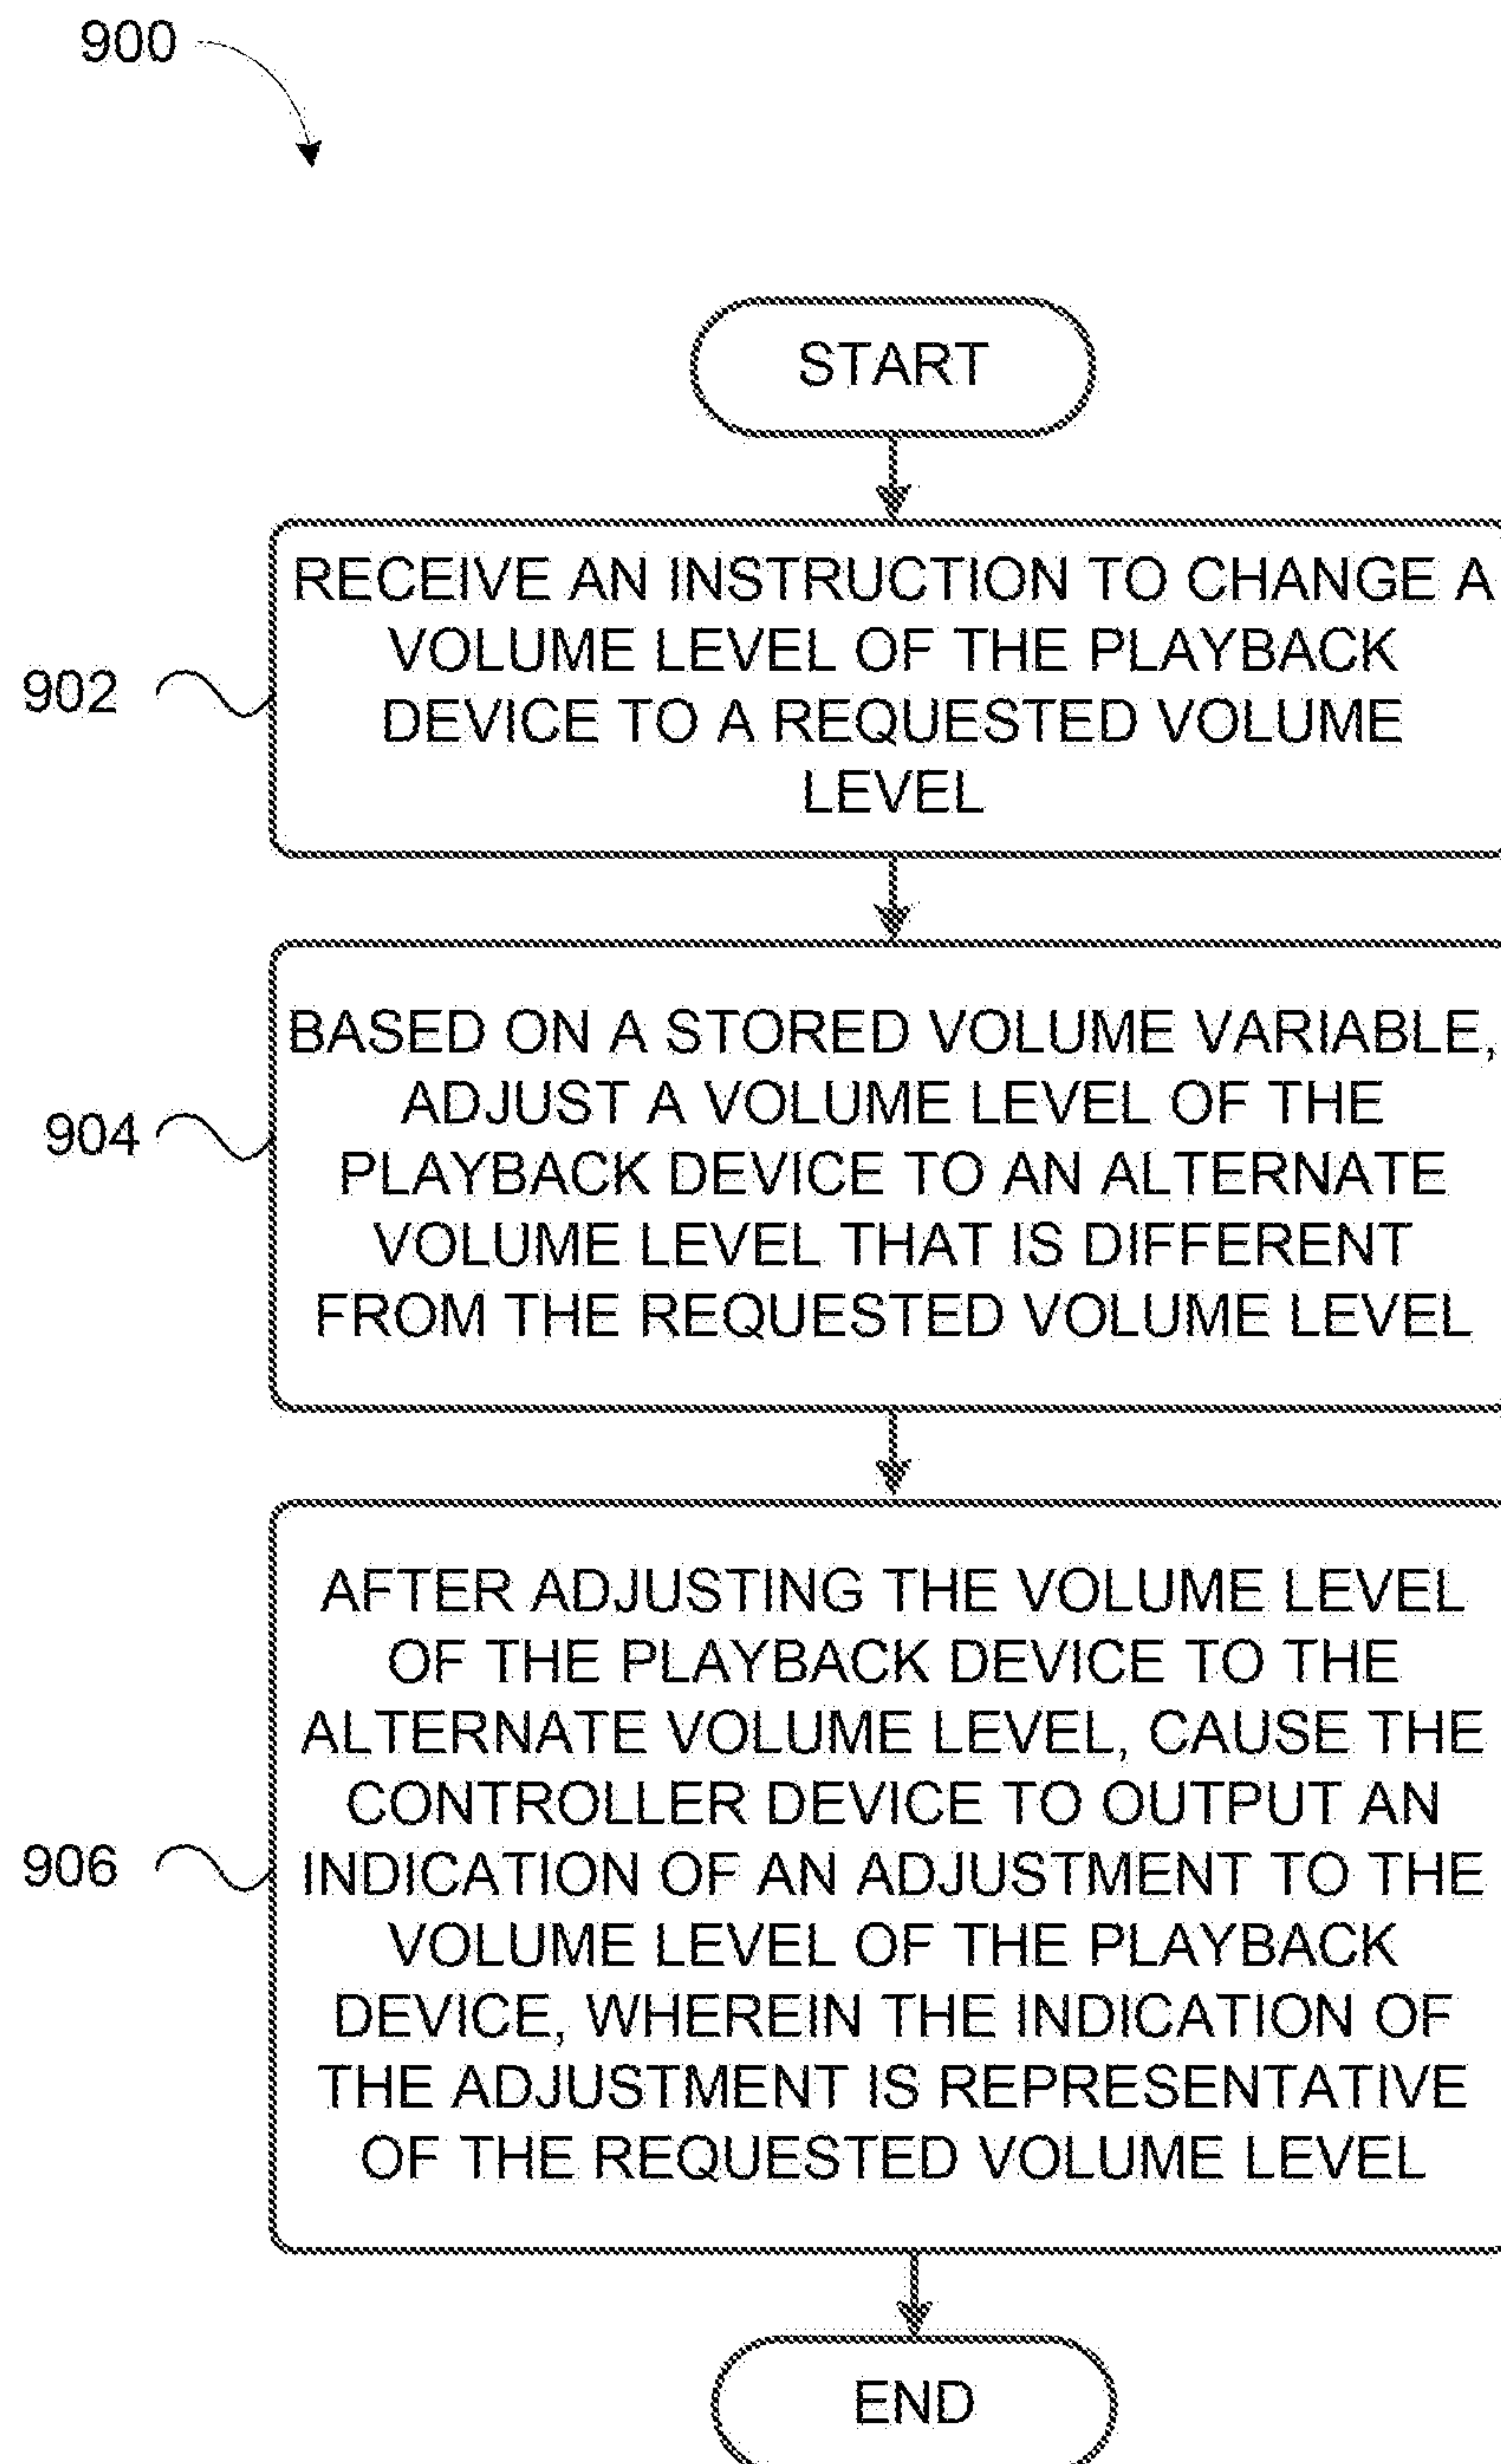 900
START
902
RECEIVE AN INSTRUCTION TO CHANGE A
VOLUME LEVEL OF THE PLAYBACK
DEVICE TO A REQUESTED VOLUME
LEVEL
904
BASED ON A STORED VOLUME VARIABLE,
ADJUST A VOLUME LEVEL OF THE
PLAYBACK DEVICE TO AN ALTERNATE
VOLUME LEVEL THAT IS DIFFERENT
FROM THE REQUESTED VOLUME LEVEL
906
AFTER ADJUSTING THE VOLUME LEVEL
OF THE PLAYBACK DEVICE TO THE
ALTERNATE VOLUME LEVEL, CAUSE THE
CONTROLLER DEVICE TO OUTPUT AN
INDICATION OF AN ADJUSTMENT TO THE
VOLUME LEVEL OF THE PLAYBACK
DEVICE, WHEREIN THE INDICATION OF
THE ADJUSTMENT IS REPRESENTATIVE
OF THE REQUESTED VOLUME LEVEL
END